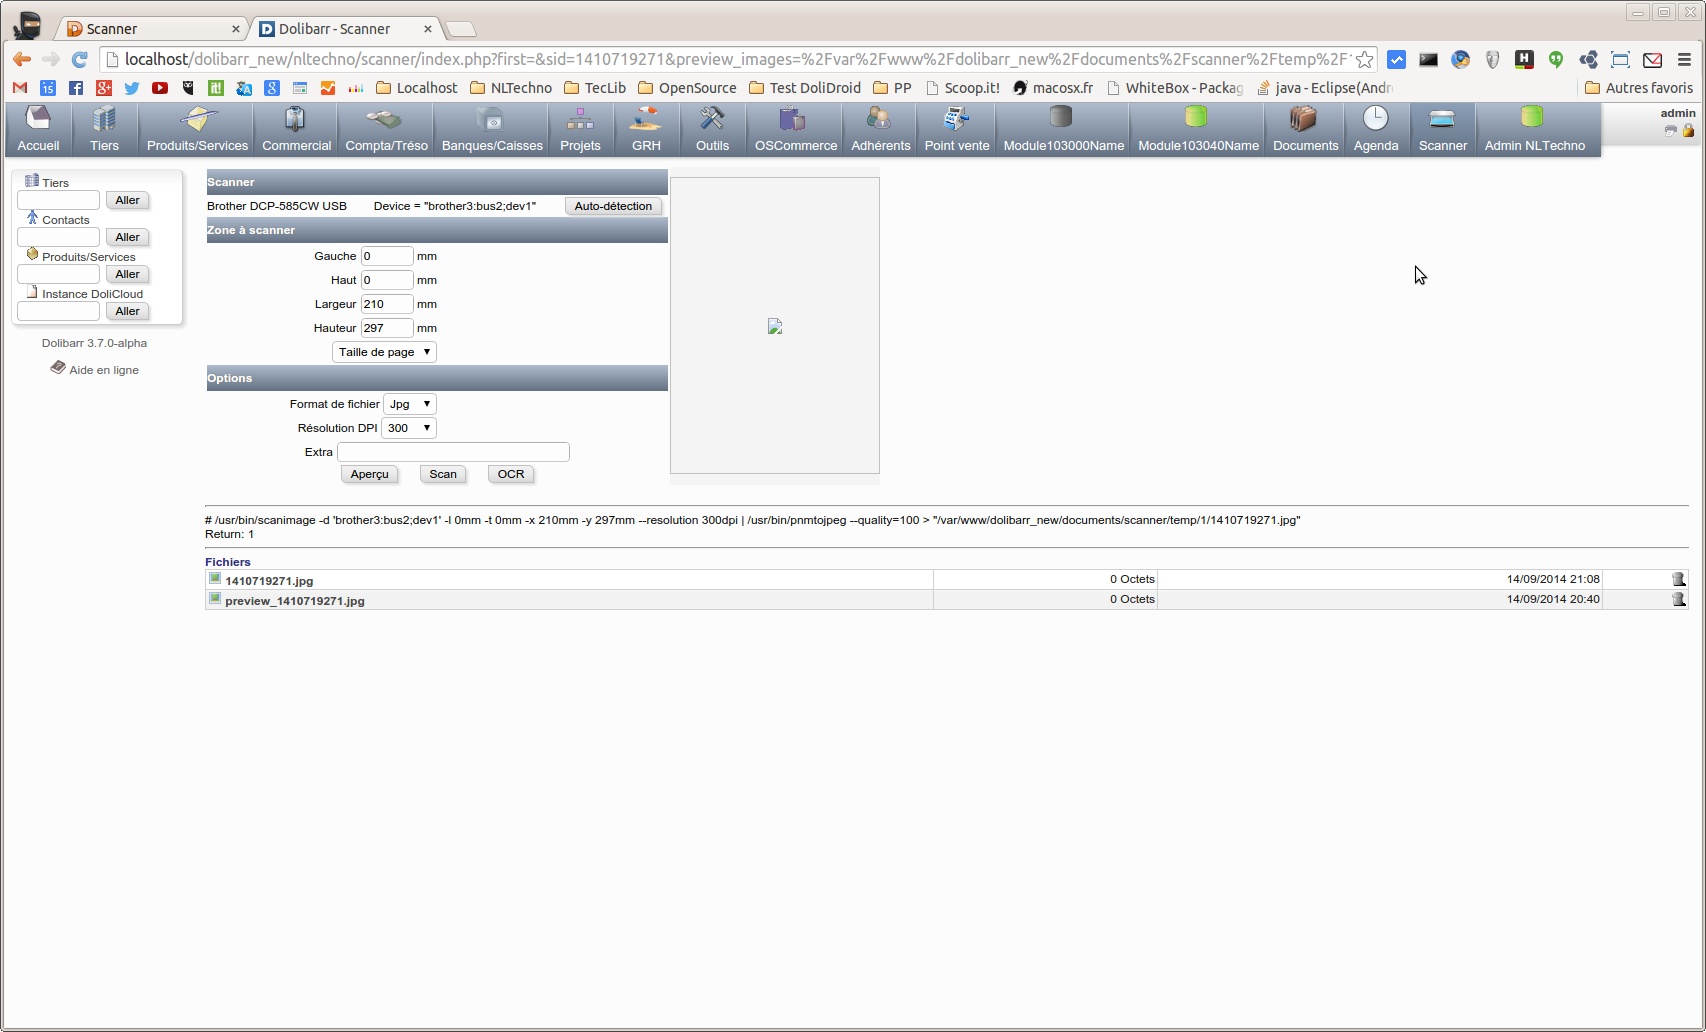 Scanner
Dolibarr - Scanner
localhost/dolibarr_new/nltechno/scanner/index.php?first=&sid=1410719271&preview_images=%2Fvar%2Fwww%2Fdolibarr_new%2Fdocuments%2Fscanner%2Ftemp%2F1
Localhost NLTechno TecLib OpenSource Test DoliDroid PP Scoop.it! macosx.fr WhiteBox - Packag java - Eclipse(Andr Autres favoris
Accueil Tiers Produits/Services Commercial Compta/Tréso Banques/Caisses Projets GRH Outils OSCommerce Adhérents Point vente Module103000Name Module103040Name Documents Agenda Scanner Admin NLTechno
admin
Tiers
Aller
Contacts
Aller
Produits/Services
Aller
Instance DoliCloud
Aller
Dolibarr 3.7.0-alpha
Aide en ligne
Scanner
Brother DCP-585CW USB Device = "brother3:bus2;dev1" Auto-détection
Zone à scanner
Gauche 0 mm
Haut 0 mm
Largeur 210 mm
Hauteur 297 mm
Taille de page
Options
Format de fichier Jpg
Résolution DPI 300
Extra
Aperçu Scan OCR
# /usr/bin/scanimage -d 'brother3:bus2;dev1' -l 0mm -t 0mm -x 210mm -y 297mm --resolution 300dpi | /usr/bin/pnmtojpeg --quality=100 > "/var/www/dolibarr_new/documents/scanner/temp/1/1410719271.jpg"
Return: 1
Fichiers
1410719271.jpg 0 Octets 14/09/2014 21:08
preview_1410719271.jpg 0 Octets 14/09/2014 20:40